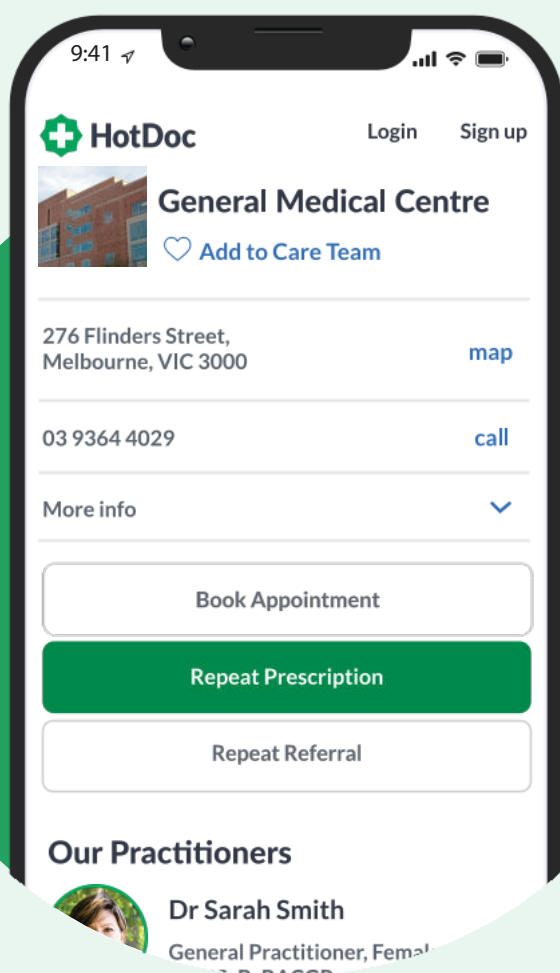 9:41
HotDoc
Login Sign up
General Medical Centre
Add to Care Team
276 Flinders Street,
Melbourne, VIC 3000
map
03 9364 4029
call
More info
Book Appointment
Repeat Prescription
Repeat Referral
Our Practitioners
Dr Sarah Smith
General Practitioner,